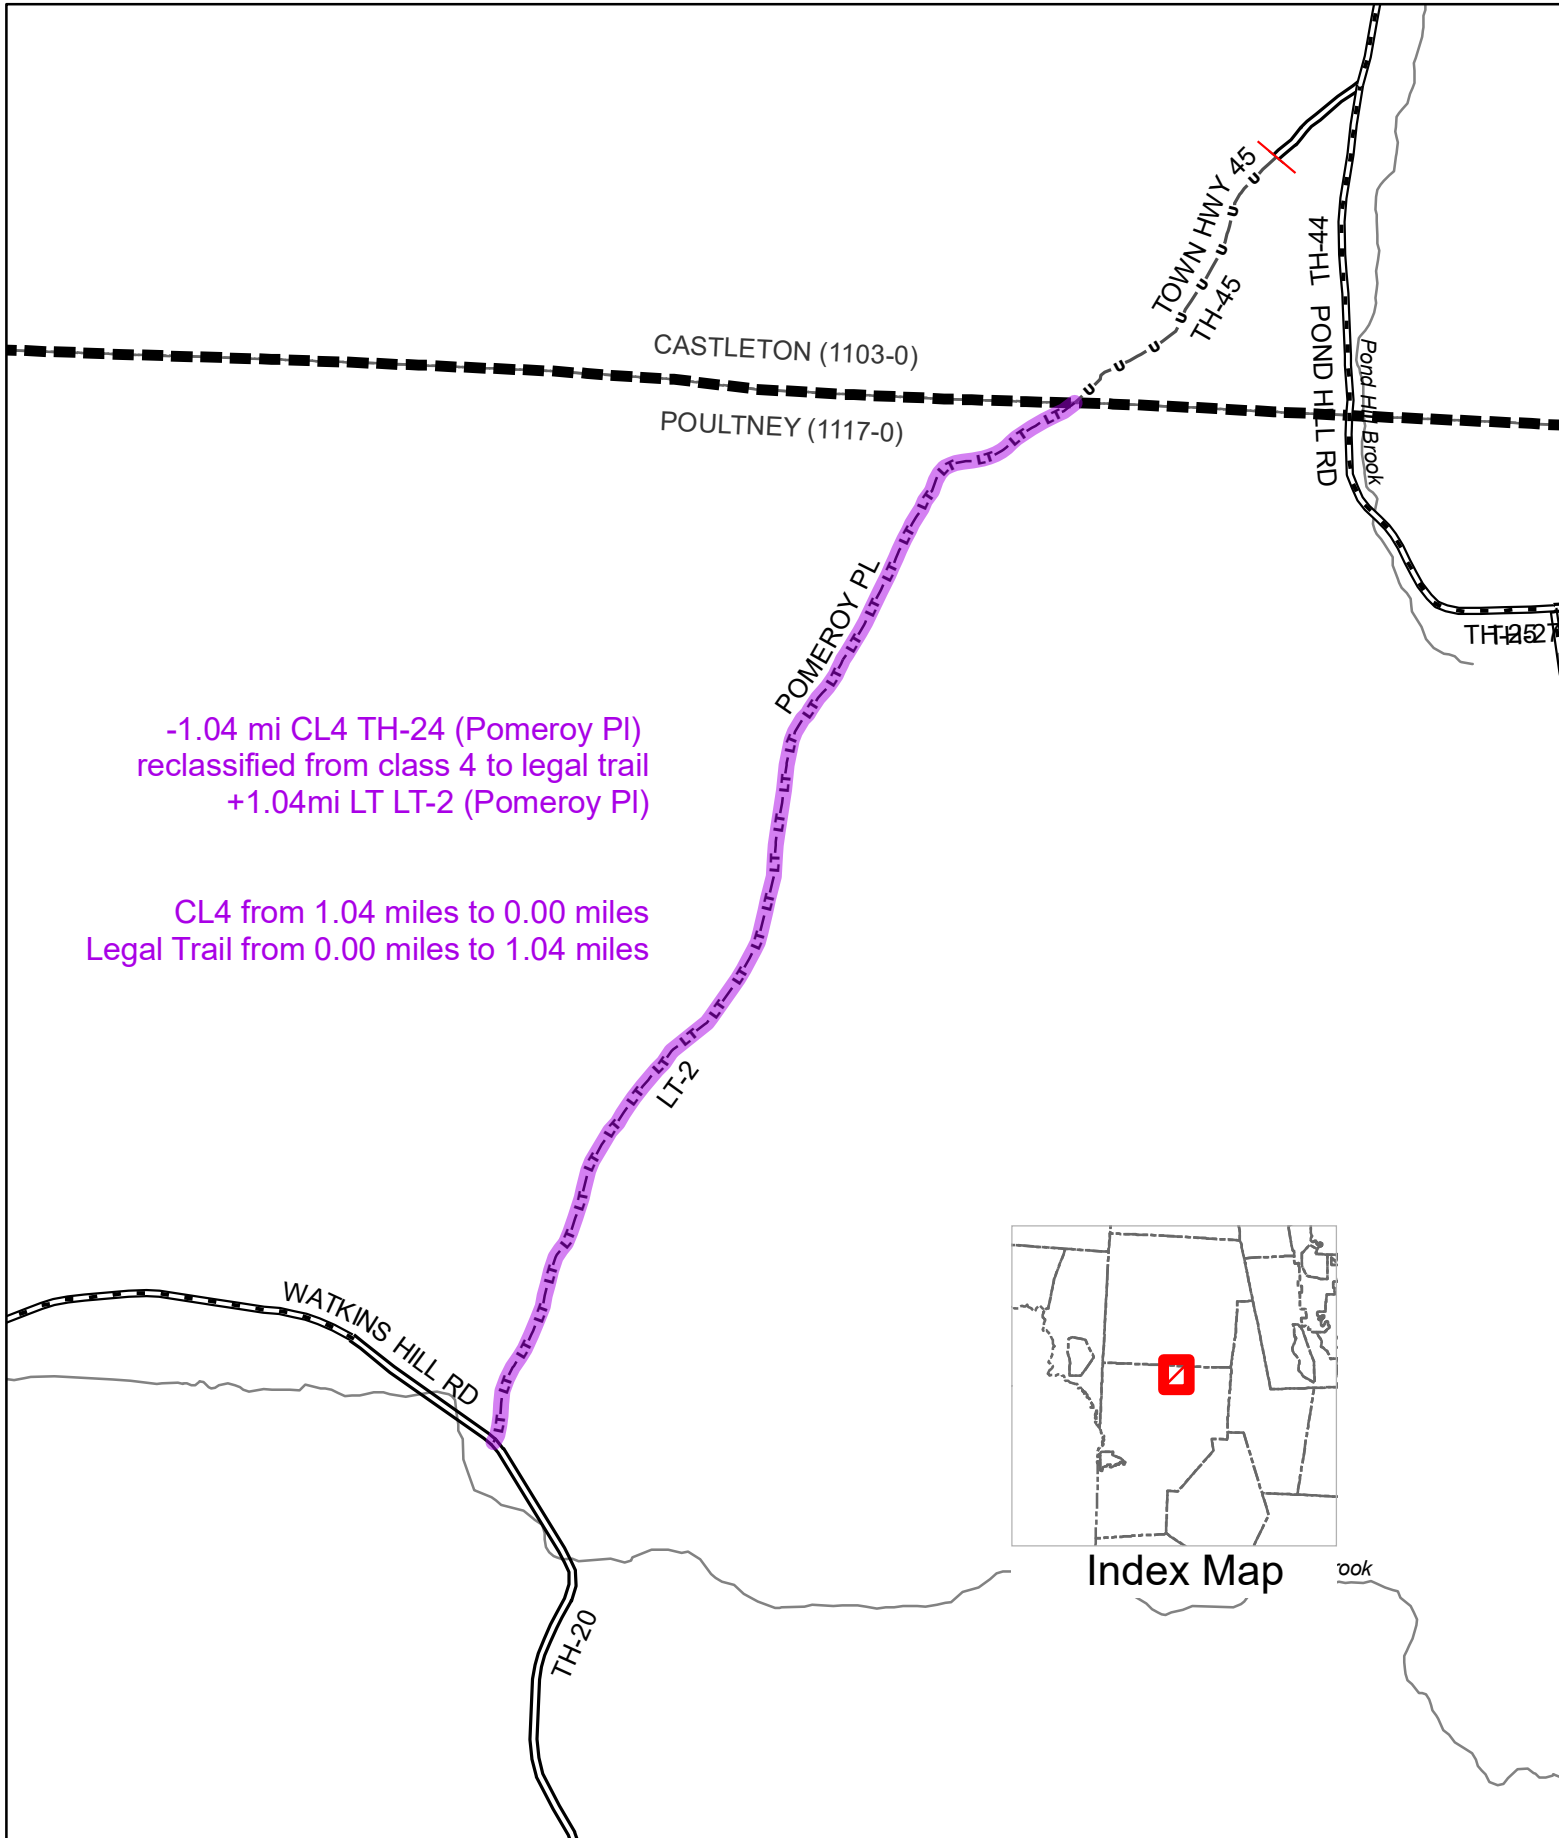 TOWN HWY 45
TH-45
TH-44
POND HILL RD
Pond Hill Brook
CASTLETON (1103-0)
POULTNEY (1117-0)
POMEROY PL
-1.04 mi CL4 TH-24 (Pomeroy Pl)
reclassified from class 4 to legal trail
+1.04mi LT LT-2 (Pomeroy Pl)
CL4 from 1.04 miles to 0.00 miles
Legal Trail from 0.00 miles to 1.04 miles
LT-2
WATKINS HILL RD
TH-20
Index Map
rook